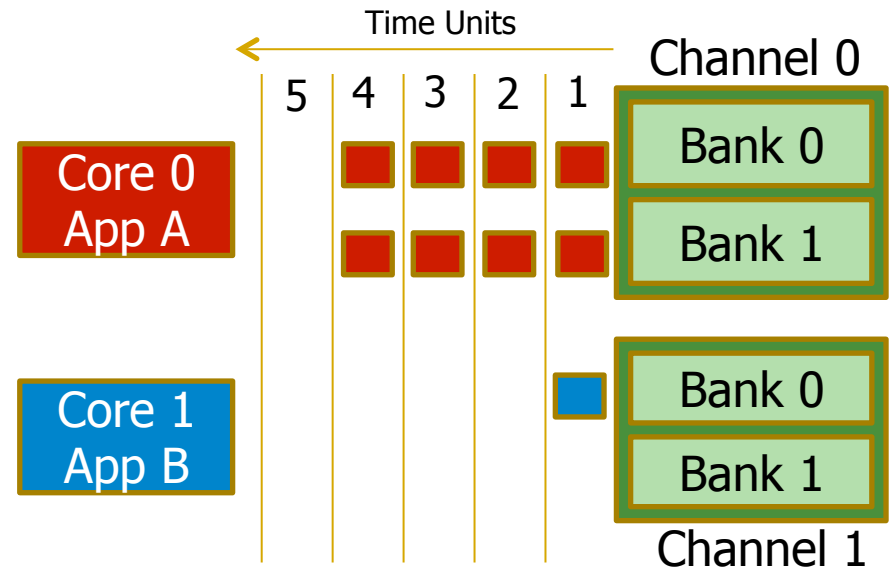 Time Units
Channel 0
5 4 3 2 1
Core 0
App A
Bank 0
Bank 1
Core 1
App B
Bank 0
Bank 1
Channel 1